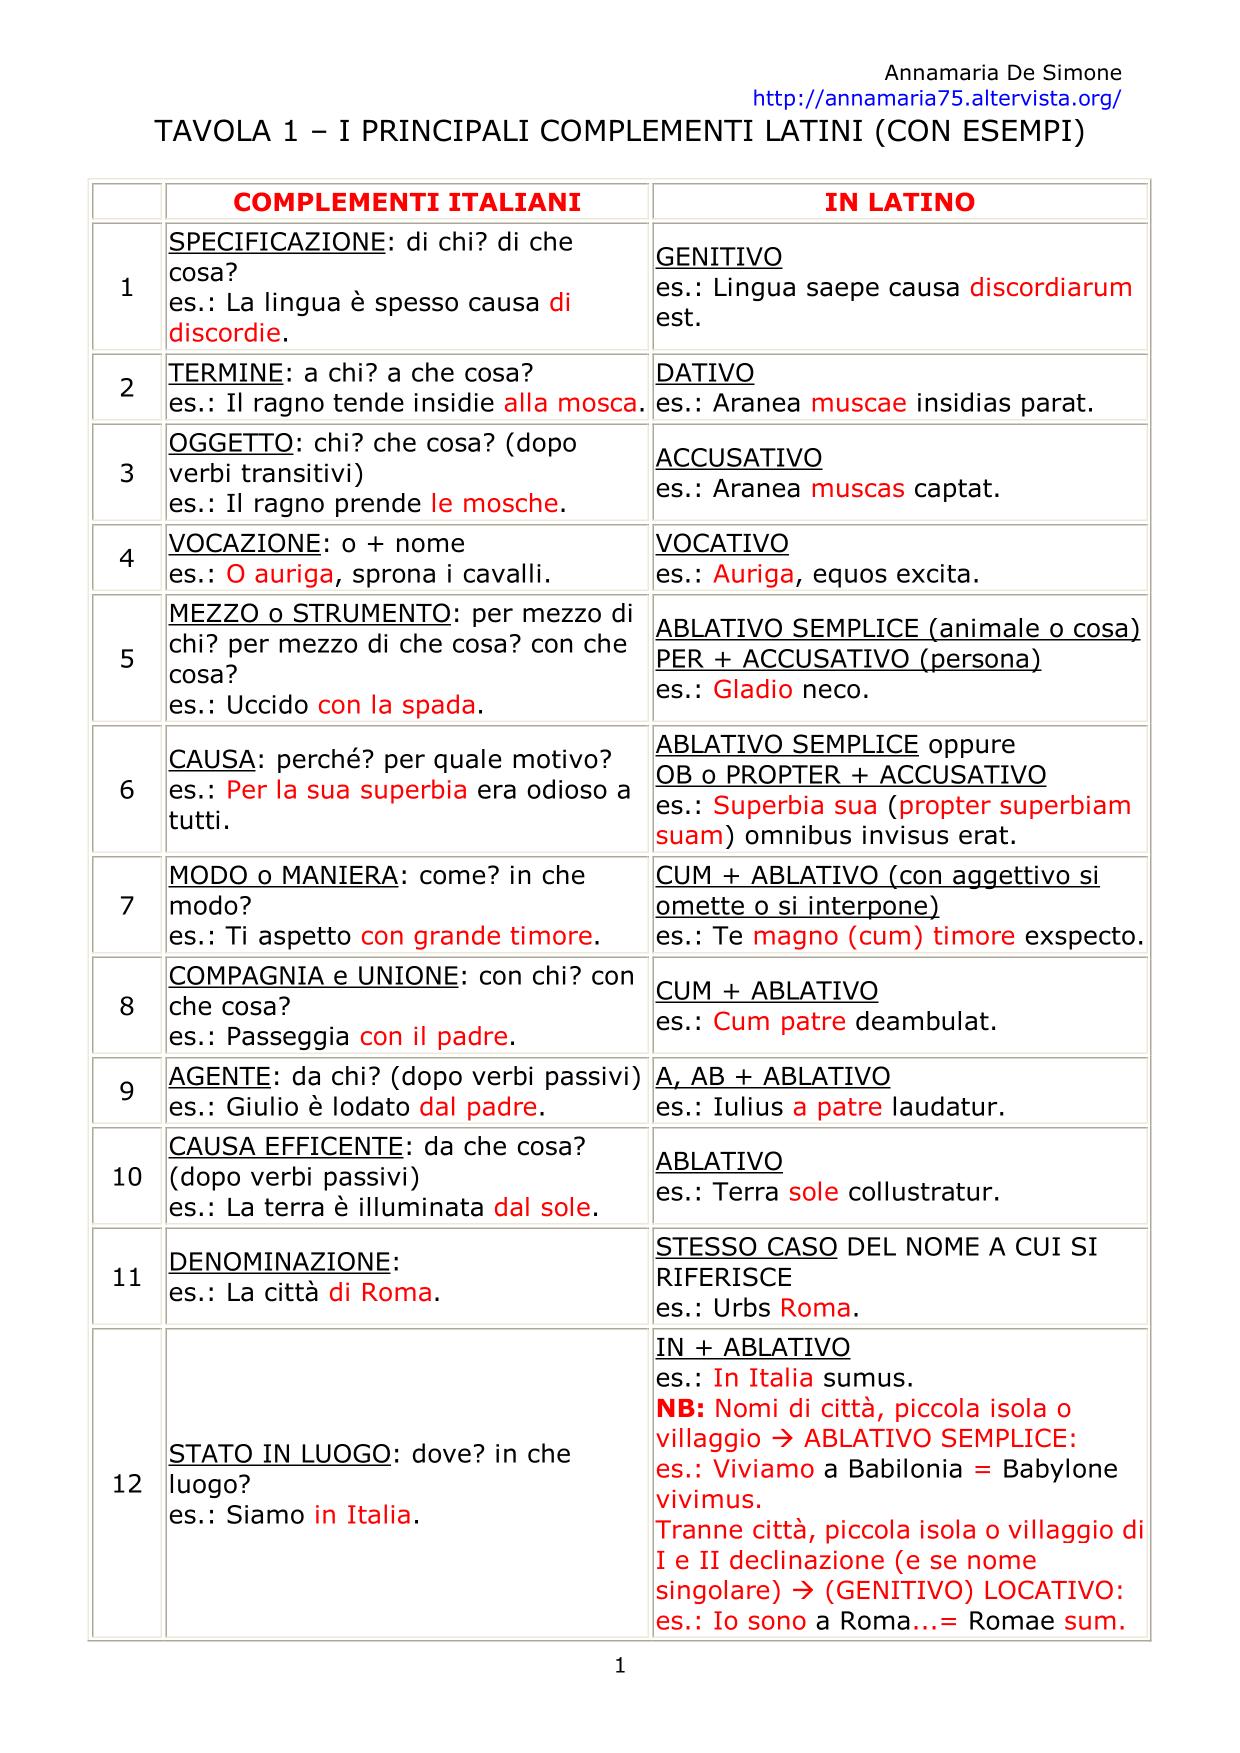 Annamaria De Simone
http://annamaria75.altervista.org/
TAVOLA 1 – I PRINCIPALI COMPLEMENTI LATINI (CON ESEMPI)
COMPLEMENTI ITALIANI
IN LATINO
1
SPECIFICAZIONE: di chi? di che
cosa?
es.: La lingua è spesso causa di
discordie.
GENITIVO
es.: Lingua saepe causa discordiarum
est.
2
TERMINE: a chi? a che cosa?
es.: Il ragno tende insidie alla mosca.
DATIVO
es.: Aranea muscae insidias parat.
3
OGGETTO: chi? che cosa? (dopo
verbi transitivi)
es.: Il ragno prende le mosche.
ACCUSATIVO
es.: Aranea muscas captat.
4
VOCAZIONE: o + nome
es.: O auriga, sprona i cavalli.
VOCATIVO
es.: Auriga, equos excita.
5
MEZZO o STRUMENTO: per mezzo di
chi? per mezzo di che cosa? con che
cosa?
es.: Uccido con la spada.
ABLATIVO SEMPLICE (animale o cosa)
PER + ACCUSATIVO (persona)
es.: Gladio neco.
6
CAUSA: perché? per quale motivo?
es.: Per la sua superbia era odioso a
tutti.
ABLATIVO SEMPLICE oppure
OB o PROPTER + ACCUSATIVO
es.: Superbia sua (propter superbiam
suam) omnibus invisus erat.
7
MODO o MANIERA: come? in che
modo?
es.: Ti aspetto con grande timore.
CUM + ABLATIVO (con aggettivo si
omette o si interpone)
es.: Te magno (cum) timore exspecto.
8
COMPAGNIA e UNIONE: con chi? con
che cosa?
es.: Passeggia con il padre.
CUM + ABLATIVO
es.: Cum patre deambulat.
9
AGENTE: da chi? (dopo verbi passivi)
es.: Giulio è lodato dal padre.
A, AB + ABLATIVO
es.: Iulius a patre laudatur.
10
CAUSA EFFICENTE: da che cosa?
(dopo verbi passivi)
es.: La terra è illuminata dal sole.
ABLATIVO
es.: Terra sole collustratur.
11
DENOMINAZIONE:
es.: La città di Roma.
STESSO CASO DEL NOME A CUI SI
RIFERISCE
es.: Urbs Roma.
12
STATO IN LUOGO: dove? in che
luogo?
es.: Siamo in Italia.
IN + ABLATIVO
es.: In Italia sumus.
NB: Nomi di città, piccola isola o
villaggio → ABLATIVO SEMPLICE:
es.: Viviamo a Babilonia = Babylone
vivimus.
Tranne città, piccola isola o villaggio di
I e II declinazione (e se nome
singolare) → (GENITIVO) LOCATIVO:
es.: Io sono a Roma...= Romae sum.
1